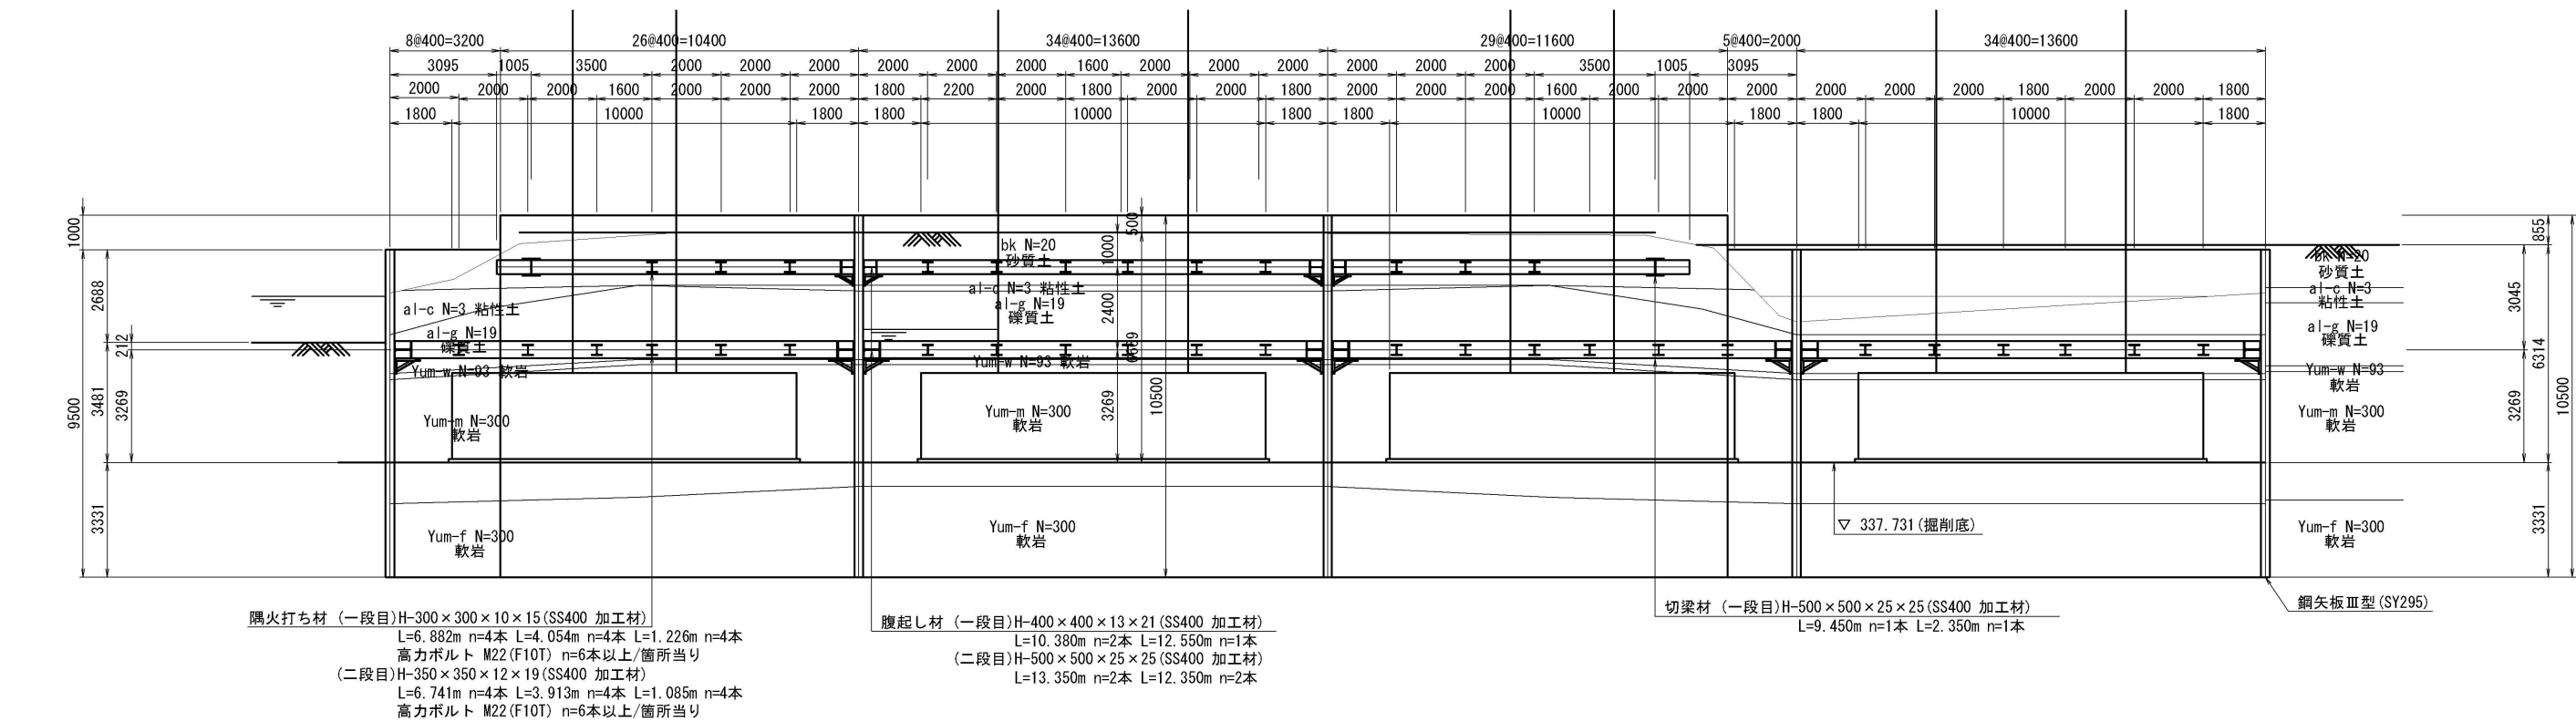 8@400=3200 26@400=10400 34@400=13600 29@400=11600 5@400=2000 34@400=13600
3095 1005 3500 2000 2000 2000 2000 2000 2000 1600 2000 2000 2000 2000 2000 2000 3500 1005 3095
2000 2000 2000 1600 2000 2000 2000 1800 2200 2000 1800 2000 2000 1800 2000 2000 2000 1600 2000 2000 2000 2000 2000 2000 1800 2000 2000 1800
1800 10000 1800 1800 10000 1800 1800 10000 1800 1800 10000 1800
1000
2688
212
9500
3481
3269
3331
al-c N=3 粘性土
al-g N=19
礫質土
Yum-w N=93 軟岩
Yum-m N=300
軟岩
Yum-f N=300
軟岩
bk N=20
砂質土
al-c N=3 粘性土
al-g N=19
礫質土
Yum-w N=93 軟岩
Yum-m N=300
軟岩
Yum-f N=300
軟岩
500
1000
2400
6669
3269
10500
▽ 337.731(掘削底)
bk N=20
砂質土
al-c N=3
粘性土
al-g N=19
礫質土
Yum-w N=93
軟岩
Yum-m N=300
軟岩
Yum-f N=300
軟岩
855
3045
6314
3269
10500
3331
鋼矢板Ⅲ型(SY295)
隅火打ち材 (一段目)H-300×300×10×15(SS400 加工材)
L=6.882m n=4本 L=4.054m n=4本 L=1.226m n=4本
高力ボルト M22(F10T) n=6本以上/箇所当り
(二段目)H-350×350×12×19(SS400 加工材)
L=6.741m n=4本 L=3.913m n=4本 L=1.085m n=4本
高力ボルト M22(F10T) n=6本以上/箇所当り
腹起し材 (一段目)H-400×400×13×21(SS400 加工材)
L=10.380m n=2本 L=12.550m n=1本
(二段目)H-500×500×25×25(SS400 加工材)
L=13.350m n=2本 L=12.350m n=2本
切梁材 (一段目)H-500×500×25×25(SS400 加工材)
L=9.450m n=1本 L=2.350m n=1本